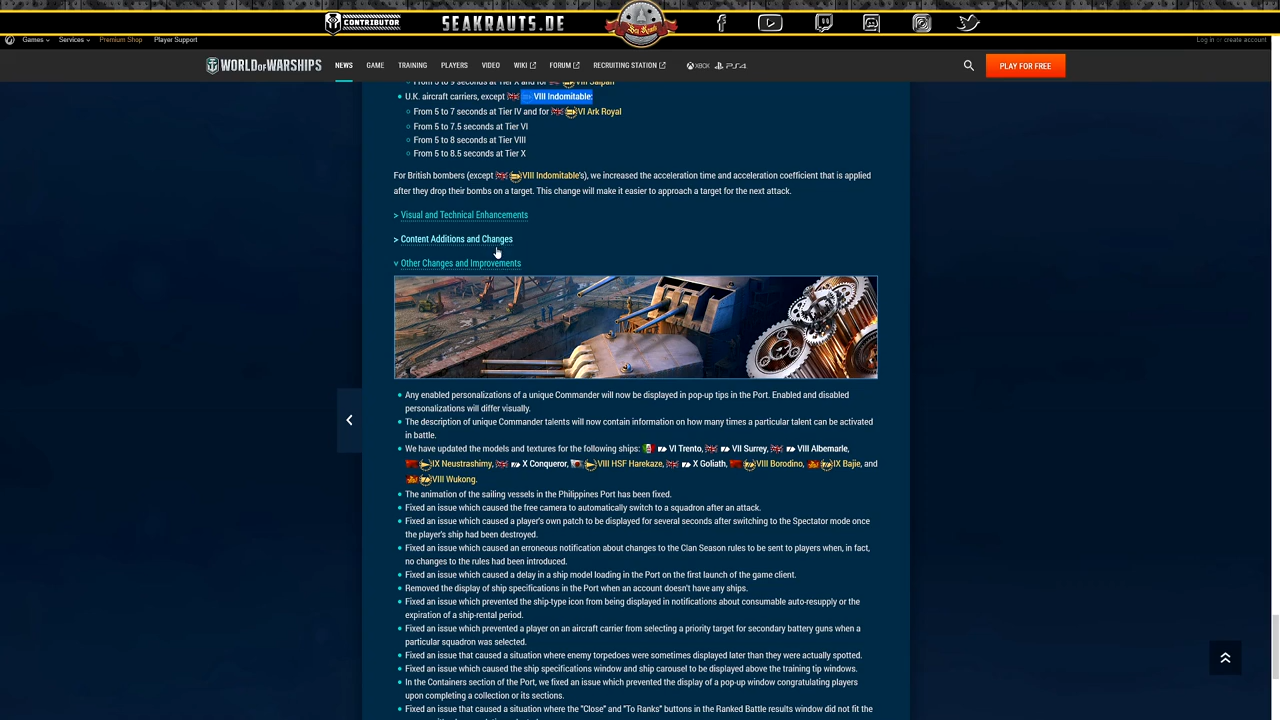 CONTRIBUTOR SEAKRAUTS.DE
Games Services Premium Shop Player Support Log in or create account
WORLD OF WARSHIPS NEWS GAME TRAINING PLAYERS VIDEO WIKI FORUM RECRUITING STATION XBOX PS4 PLAY FOR FREE
From 5 to 9 seconds at Tier X and for VIII Saipan
U.K. aircraft carriers, except VIII Indomitable:
From 5 to 7 seconds at Tier IV and for VI Ark Royal
From 5 to 7.5 seconds at Tier VI
From 5 to 8 seconds at Tier VIII
From 5 to 8.5 seconds at Tier X
For British bombers (except VIII Indomitable's), we increased the acceleration time and acceleration coefficient that is applied
after they drop their bombs on a target. This change will make it easier to approach a target for the next attack.
> Visual and Technical Enhancements
> Content Additions and Changes
v Other Changes and Improvements
Any enabled personalizations of a unique Commander will now be displayed in pop-up tips in the Port. Enabled and disabled
personalizations will differ visually.
The description of unique Commander talents will now contain information on how many times a particular talent can be activated
in battle.
We have updated the models and textures for the following ships: VI Trento, VII Surrey, VIII Albemarle,
IX Neustrashimy, X Conqueror, VIII HSF Harekaze, X Goliath, VIII Borodino, IX Bajie, and
VIII Wukong.
The animation of the sailing vessels in the Philippines Port has been fixed.
Fixed an issue which caused the free camera to automatically switch to a squadron after an attack.
Fixed an issue which caused a player's own patch to be displayed for several seconds after switching to the Spectator mode once
the player's ship had been destroyed.
Fixed an issue which caused an erroneous notification about changes to the Clan Season rules to be sent to players when, in fact,
no changes to the rules had been introduced.
Fixed an issue which caused a delay in a ship model loading in the Port on the first launch of the game client.
Removed the display of ship specifications in the Port when an account doesn't have any ships.
Fixed an issue which prevented the ship-type icon from being displayed in notifications about consumable auto-resupply or the
expiration of a ship-rental period.
Fixed an issue which prevented a player on an aircraft carrier from selecting a priority target for secondary battery guns when a
particular squadron was selected.
Fixed an issue that caused a situation where enemy torpedoes were sometimes displayed later than they were actually spotted.
Fixed an issue which caused the ship specifications window and ship carousel to be displayed above the training tip windows.
In the Containers section of the Port, we fixed an issue which prevented the display of a pop-up window congratulating players
upon completing a collection or its sections.
Fixed an issue that caused a situation where the "Close" and "To Ranks" buttons in the Ranked Battle results window did not fit the